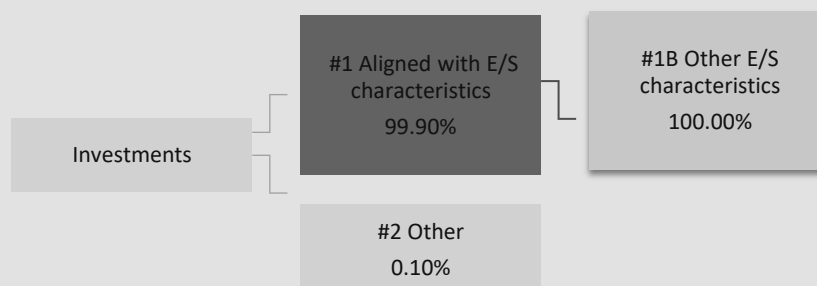 #1 Aligned with E/S
characteristics
99.90%
#1B Other E/S
characteristics
100.00%
Investments
#2 Other
0.10%